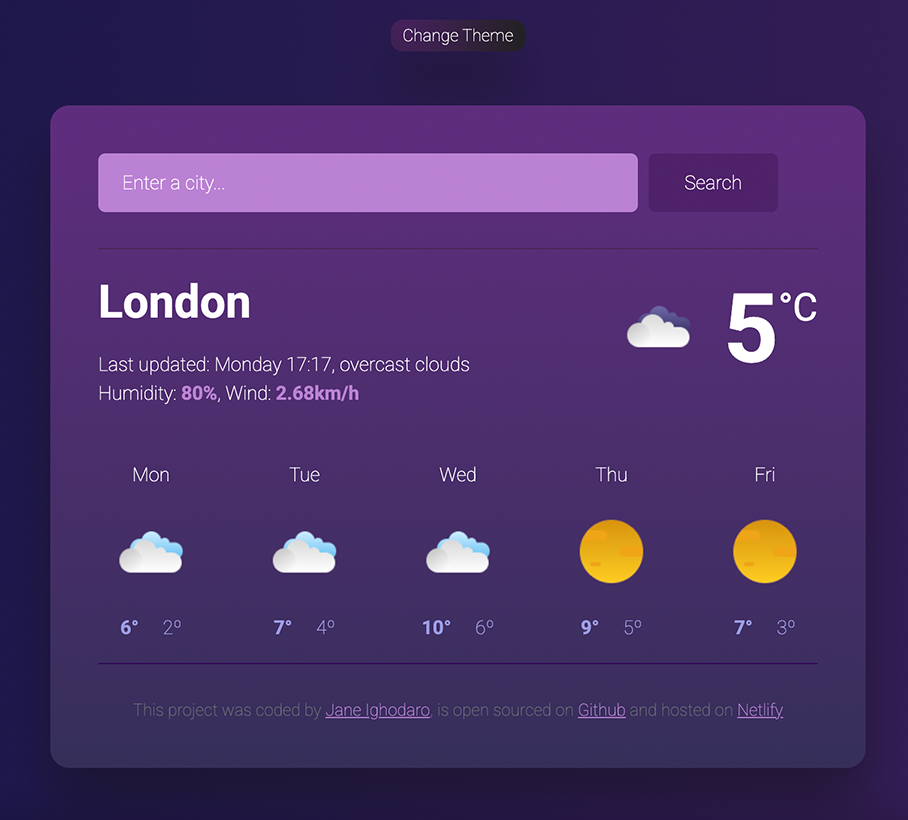 Change Theme
Enter a city...
Search
London
5°C
Last updated: Monday 17:17, overcast clouds
Humidity: 80%, Wind: 2.68km/h
Mon Tue Wed Thu Fri
6° 2° 7° 4° 10° 6° 9° 5° 7° 3°
This project was coded by Jane Ighodaro, is open sourced on Github and hosted on Netlify